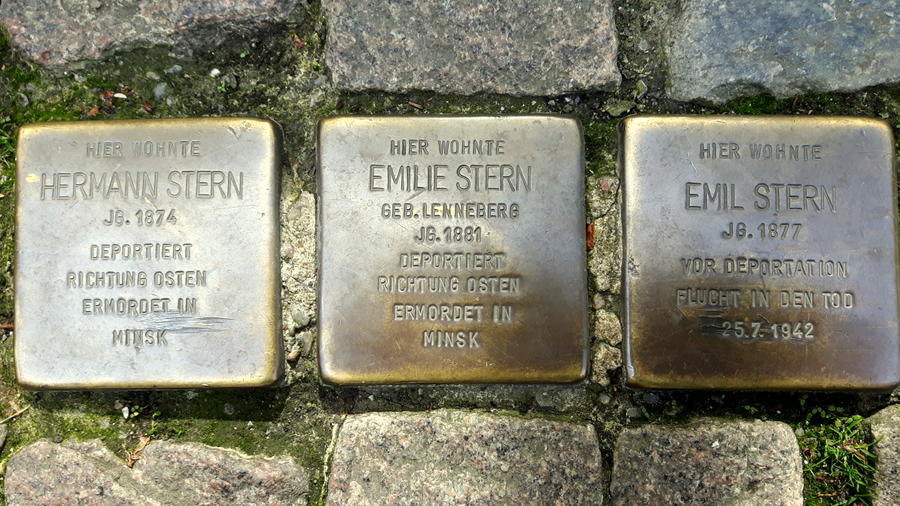 HIER WOHNTE
HERMANN STERN
JG. 1874
DEPORTIERT
RICHTUNG OSTEN
ERMORDET IN
MINSK
HIER WOHNTE
EMILIE STERN
GEB. LENNEBERG
JG. 1881
DEPORTIERT
RICHTUNG OSTEN
ERMORDET IN
MINSK
HIER WOHNTE
EMIL STERN
JG. 1877
VOR DEPORTATION
FLUCHT IN DEN TOD
25.7.1942